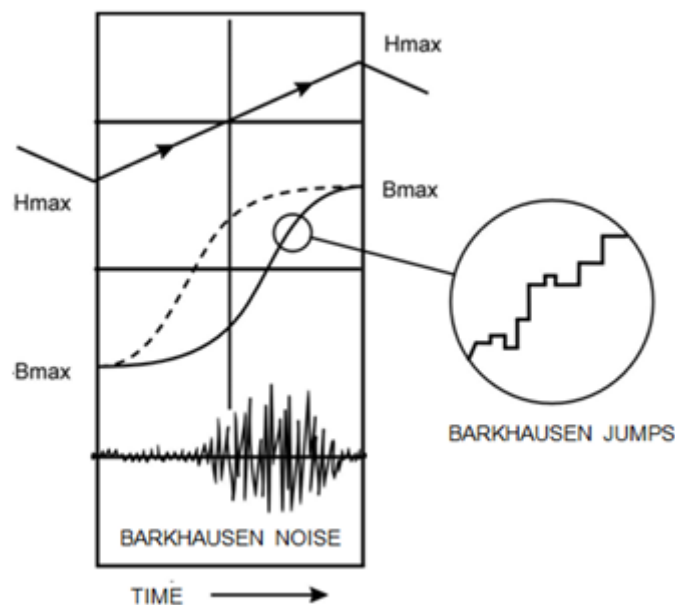 Hmax
Hmax
Bmax
-Bmax
BARKHAUSEN JUMPS
BARKHAUSEN NOISE
TIME